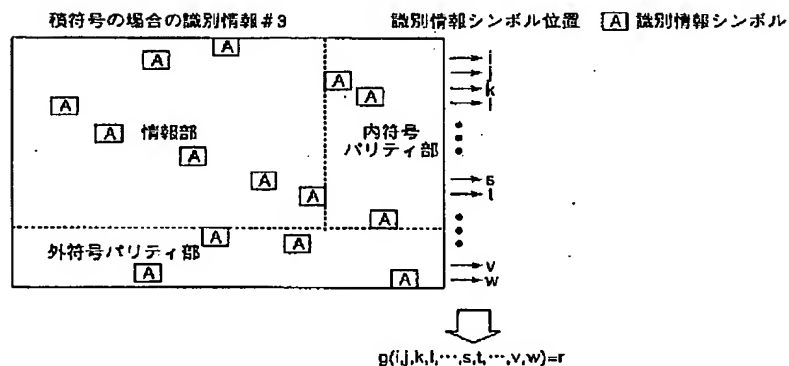 積符号の場合の識別情報#3
識別情報シンボル位置 A 識別情報シンボル
A
A
A
A
A
A
A
情報部
A
A
A
A
内符号
パリティ部
A
A
A
外符号パリティ部
A
A
i
j
k
l
s
t
v
w
g(i,j,k,l,…,s,t,…,v,w)=r